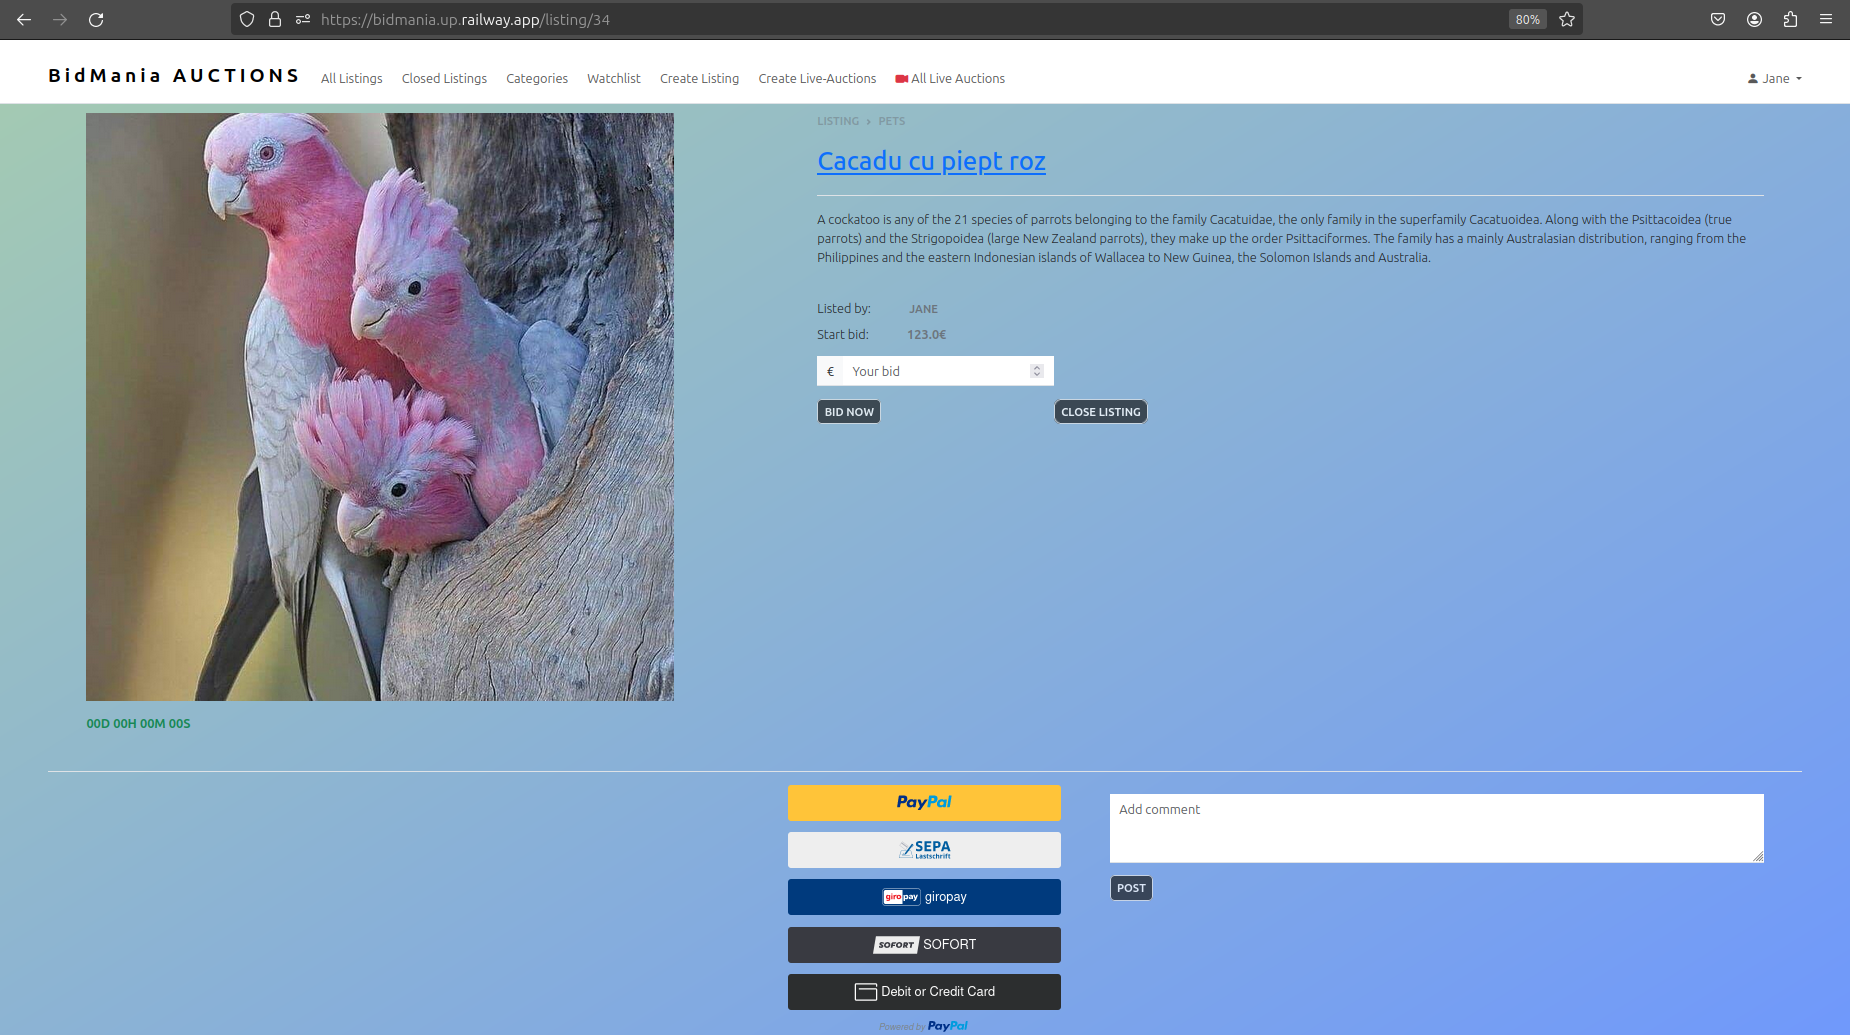 https://bidmania.up.railway.app/listing/34
80%
BidMania AUCTIONS
All Listings
Closed Listings
Categories
Watchlist
Create Listing
Create Live-Auctions
All Live Auctions
Jane
LISTING > PETS
Cacadu cu piept roz
A cockatoo is any of the 21 species of parrots belonging to the family Cacatuidae, the only family in the superfamily Cacatuoidea. Along with the Psittacoidea (true
parrots) and the Strigopoidea (large New Zealand parrots), they make up the order Psittaciformes. The family has a mainly Australasian distribution, ranging from the
Philippines and the eastern Indonesian islands of Wallacea to New Guinea, the Solomon Islands and Australia.
Listed by: JANE
Start bid: 123.0€
€ Your bid
BID NOW
CLOSE LISTING
00D 00H 00M 00S
PayPal
SEPA
Lastschrift
giropay giropay
SOFORT SOFORT
Debit or Credit Card
Powered by PayPal
Add comment
POST